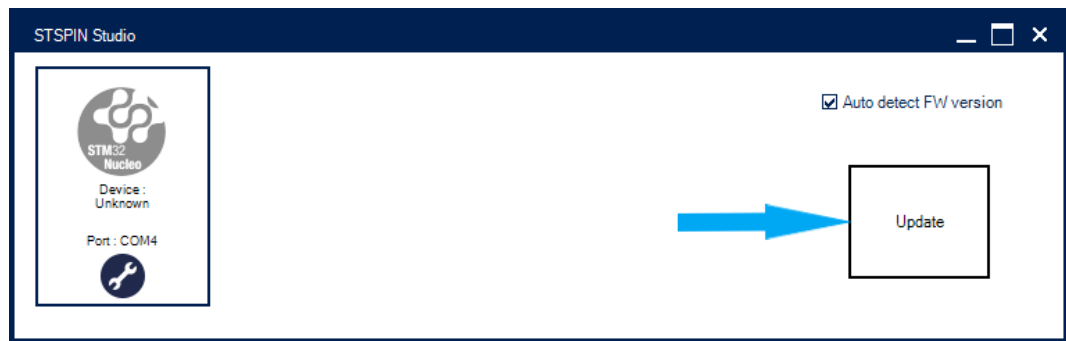 STSPIN Studio
STM32
Nucleo
Device :
Unknown
Port : COM4
Auto detect FW version
Update